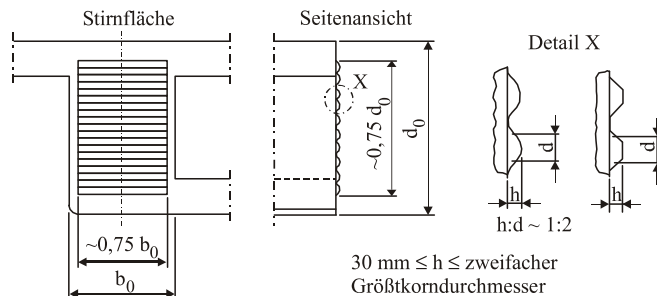 Stirnfläche
Seitenansicht
Detail X
X
~0,75 d0
d0
d
d
h
h
h:d ~ 1:2
~0,75 b0
b0
30 mm ≤ h ≤ zweifacher
Größtkorndurchmesser